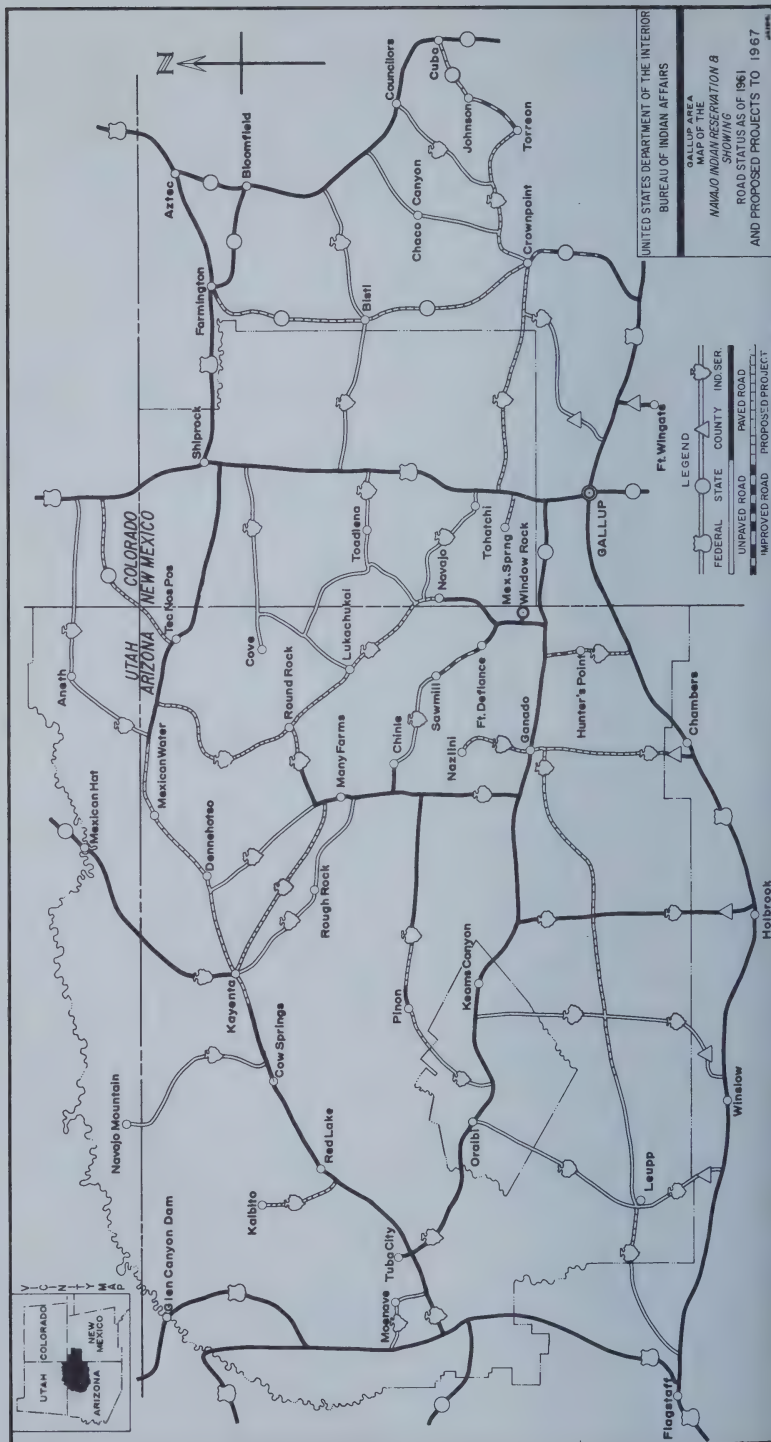 VICINITY MAP
UTAH
COLORADO
ARIZONA
NEW
MEXICO
N
Glen Canyon Dam
Navajo Mountain
Mexican Hat
Aneth
UTAH
COLORADO
ARIZONA
NEW MEXICO
Aztec
Bloomfield
Farmington
Shiprock
Tec Nos Pos
Mexican Water
Dennehotso
Kayenta
Cow Springs
Red Lake
Kaibito
Moenave
Tuba City
Rough Rock
Many Farms
Round Rock
Lukachukai
Cove
Toadlena
Bisti
Chaco Canyon
Councilors
Cuba
Johnson
Torreon
Crownpoint
Navajo
Tohatchi
Mex. Sprng
Window Rock
Chinle
Sawmill
Ft. Defiance
Nazlini
Ganado
Pinon
Keams Canyon
Oraibi
Hunter's Point
GALLUP
Ft. Wingate
Chambers
Leupp
Flagstaff
Winslow
Holbrook
LEGEND
FEDERAL STATE COUNTY IND. SER.
UNPAVED ROAD PAVED ROAD
IMPROVED ROAD PROPOSED PROJECT
UNITED STATES DEPARTMENT OF THE INTERIOR
BUREAU OF INDIAN AFFAIRS
GALLUP AREA
MAP OF THE
NAVAJO INDIAN RESERVATION &
SHOWING
ROAD STATUS AS OF 1961
AND PROPOSED PROJECTS TO 1967